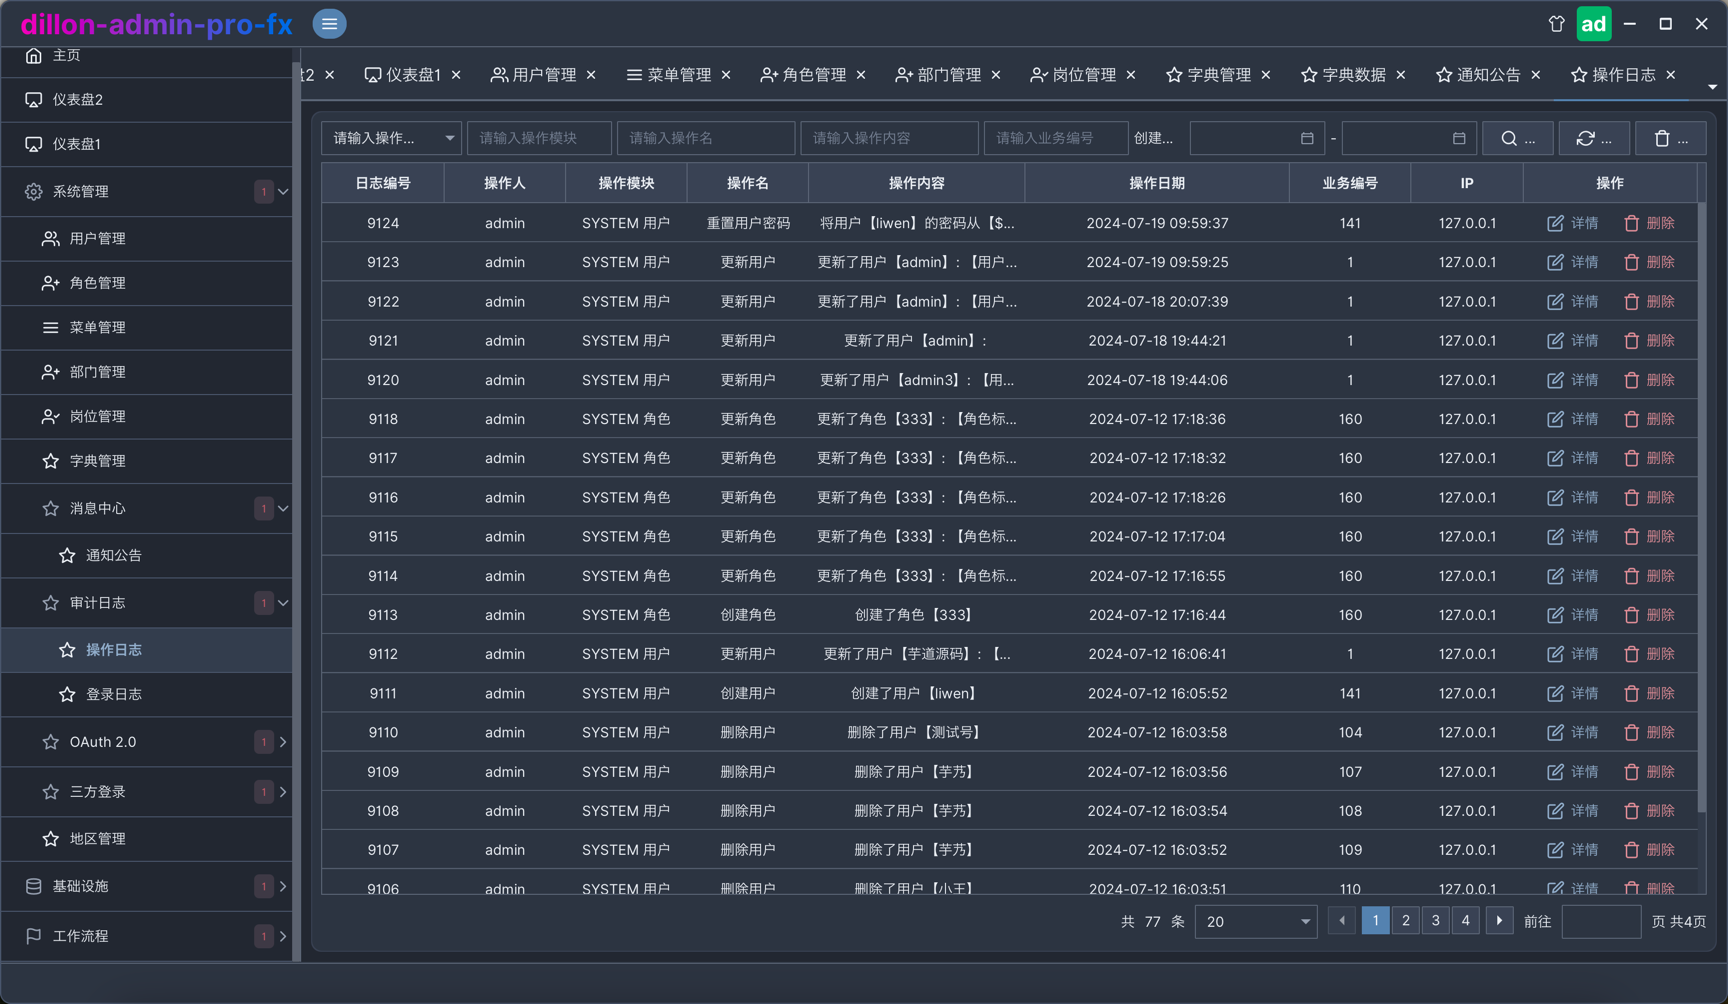 dillon-admin-pro-fx
ad
主页
仪表盘2
仪表盘1
系统管理 1
用户管理
角色管理
菜单管理
部门管理
岗位管理
字典管理
消息中心 1
通知公告
审计日志 1
操作日志
登录日志
OAuth 2.0 1
三方登录 1
地区管理
基础设施 1
工作流程 1
仪表盘1 用户管理 菜单管理 角色管理 部门管理 岗位管理 字典管理 字典数据 通知公告 操作日志
请输入操作... 请输入操作模块 请输入操作名 请输入操作内容 请输入业务编号 创建... - ... ... ...
日志编号 操作人 操作模块 操作名 操作内容 操作日期 业务编号 IP 操作
9124 admin SYSTEM 用户 重置用户密码 将用户【liwen】的密码从【$... 2024-07-19 09:59:37 141 127.0.0.1 详情 删除
9123 admin SYSTEM 用户 更新用户 更新了用户【admin】: 【用户... 2024-07-19 09:59:25 1 127.0.0.1 详情 删除
9122 admin SYSTEM 用户 更新用户 更新了用户【admin】: 【用户... 2024-07-18 20:07:39 1 127.0.0.1 详情 删除
9121 admin SYSTEM 用户 更新用户 更新了用户【admin】: 2024-07-18 19:44:21 1 127.0.0.1 详情 删除
9120 admin SYSTEM 用户 更新用户 更新了用户【admin3】: 【用... 2024-07-18 19:44:06 1 127.0.0.1 详情 删除
9118 admin SYSTEM 角色 更新角色 更新了角色【333】: 【角色标... 2024-07-12 17:18:36 160 127.0.0.1 详情 删除
9117 admin SYSTEM 角色 更新角色 更新了角色【333】: 【角色标... 2024-07-12 17:18:32 160 127.0.0.1 详情 删除
9116 admin SYSTEM 角色 更新角色 更新了角色【333】: 【角色标... 2024-07-12 17:18:26 160 127.0.0.1 详情 删除
9115 admin SYSTEM 角色 更新角色 更新了角色【333】: 【角色标... 2024-07-12 17:17:04 160 127.0.0.1 详情 删除
9114 admin SYSTEM 角色 更新角色 更新了角色【333】: 【角色标... 2024-07-12 17:16:55 160 127.0.0.1 详情 删除
9113 admin SYSTEM 角色 创建角色 创建了角色【333】 2024-07-12 17:16:44 160 127.0.0.1 详情 删除
9112 admin SYSTEM 用户 更新用户 更新了用户【芋道源码】: 【... 2024-07-12 16:06:41 1 127.0.0.1 详情 删除
9111 admin SYSTEM 用户 创建用户 创建了用户【liwen】 2024-07-12 16:05:52 141 127.0.0.1 详情 删除
9110 admin SYSTEM 用户 删除用户 删除了用户【测试号】 2024-07-12 16:03:58 104 127.0.0.1 详情 删除
9109 admin SYSTEM 用户 删除用户 删除了用户【芋艿】 2024-07-12 16:03:56 107 127.0.0.1 详情 删除
9108 admin SYSTEM 用户 删除用户 删除了用户【芋艿】 2024-07-12 16:03:54 108 127.0.0.1 详情 删除
9107 admin SYSTEM 用户 删除用户 删除了用户【芋艿】 2024-07-12 16:03:52 109 127.0.0.1 详情 删除
9106 admin SYSTEM 用户 删除用户 删除了用户【小王】 2024-07-12 16:03:51 110 127.0.0.1 详情 删除
共 77 条 20 1 2 3 4 前往 页 共4页